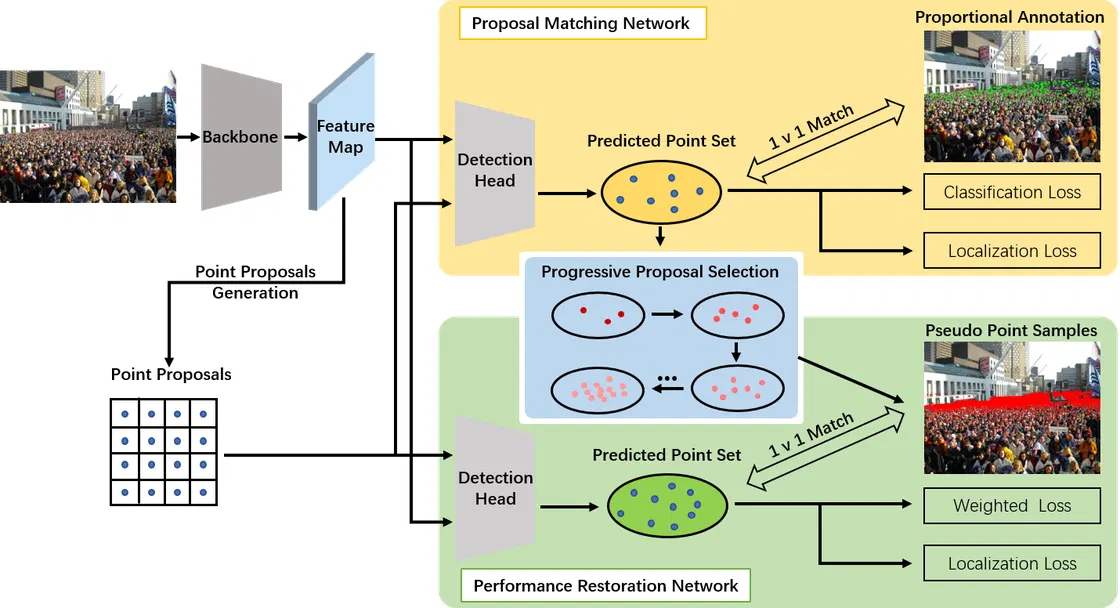 Proposal Matching Network
Proportional Annotation
Backbone
Feature
Map
Detection
Head
Predicted Point Set
1 v 1 Match
Classification Loss
Localization Loss
Point Proposals
Generation
Progressive Proposal Selection
...
Point Proposals
Pseudo Point Samples
Detection
Head
Predicted Point Set
1 v 1 Match
Weighted Loss
Localization Loss
Performance Restoration Network